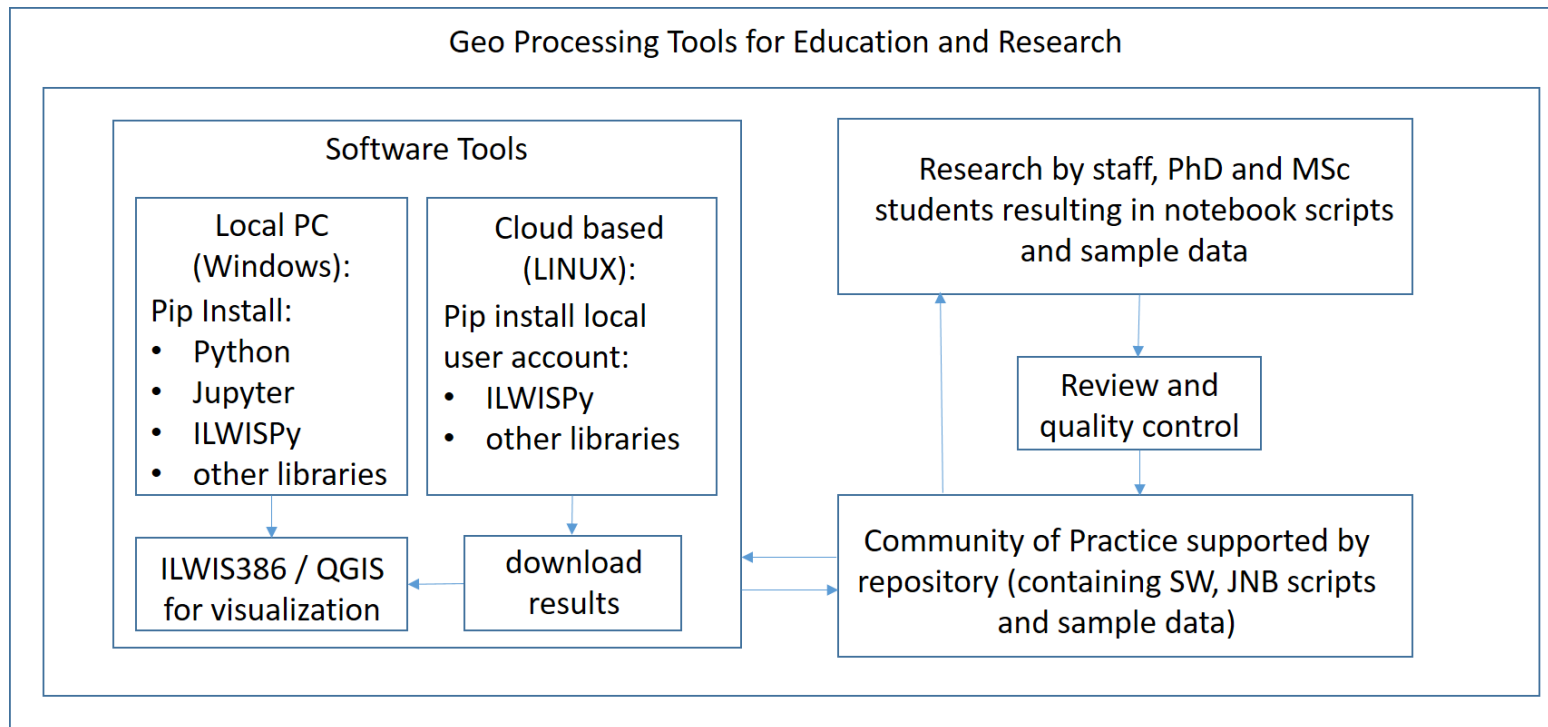 Geo Processing Tools for Education and Research
Software Tools
Local PC
(Windows):
Pip Install:
• Python
• Jupyter
• ILWISPy
• other libraries
Cloud based
(LINUX):
Pip install local
user account:
• ILWISPy
• other libraries
ILWIS386 / QGIS
for visualization
download
results
Research by staff, PhD and MSc
students resulting in notebook scripts
and sample data
Review and
quality control
Community of Practice supported by
repository (containing SW, JNB scripts
and sample data)